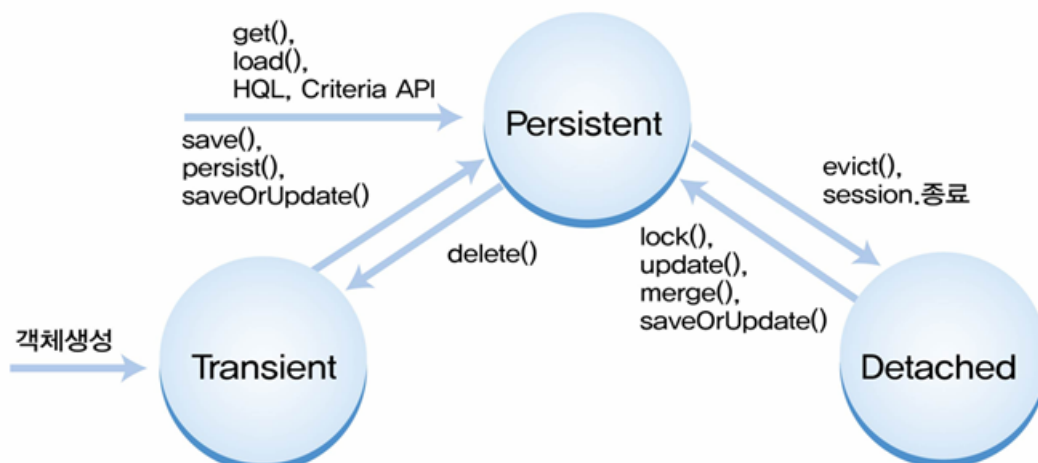 get(),
load(),
HQL, Criteria API
Persistent
save(),
persist(),
saveOrUpdate()
evict(),
session.종료
delete()
lock(),
update(),
merge(),
saveOrUpdate()
객체생성
Transient
Detached